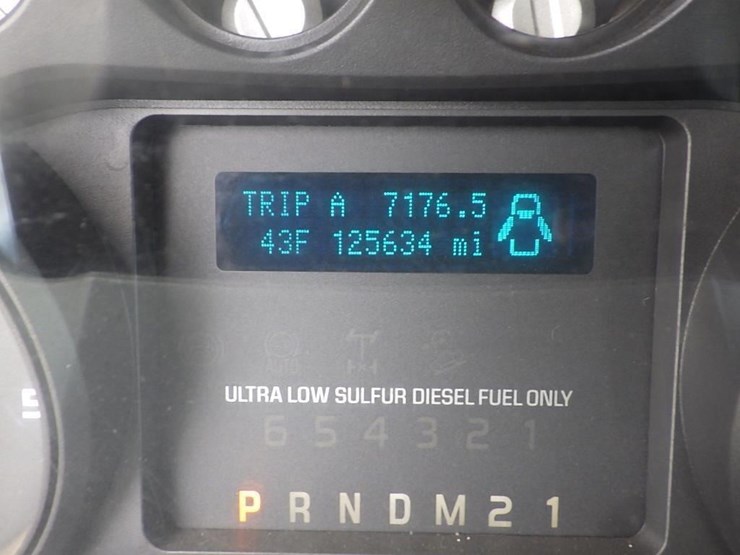 TRIP A 7176.5
43F 125634 mi
ULTRA LOW SULFUR DIESEL FUEL ONLY
6 5 4 3 2 1
P R N D M 2 1